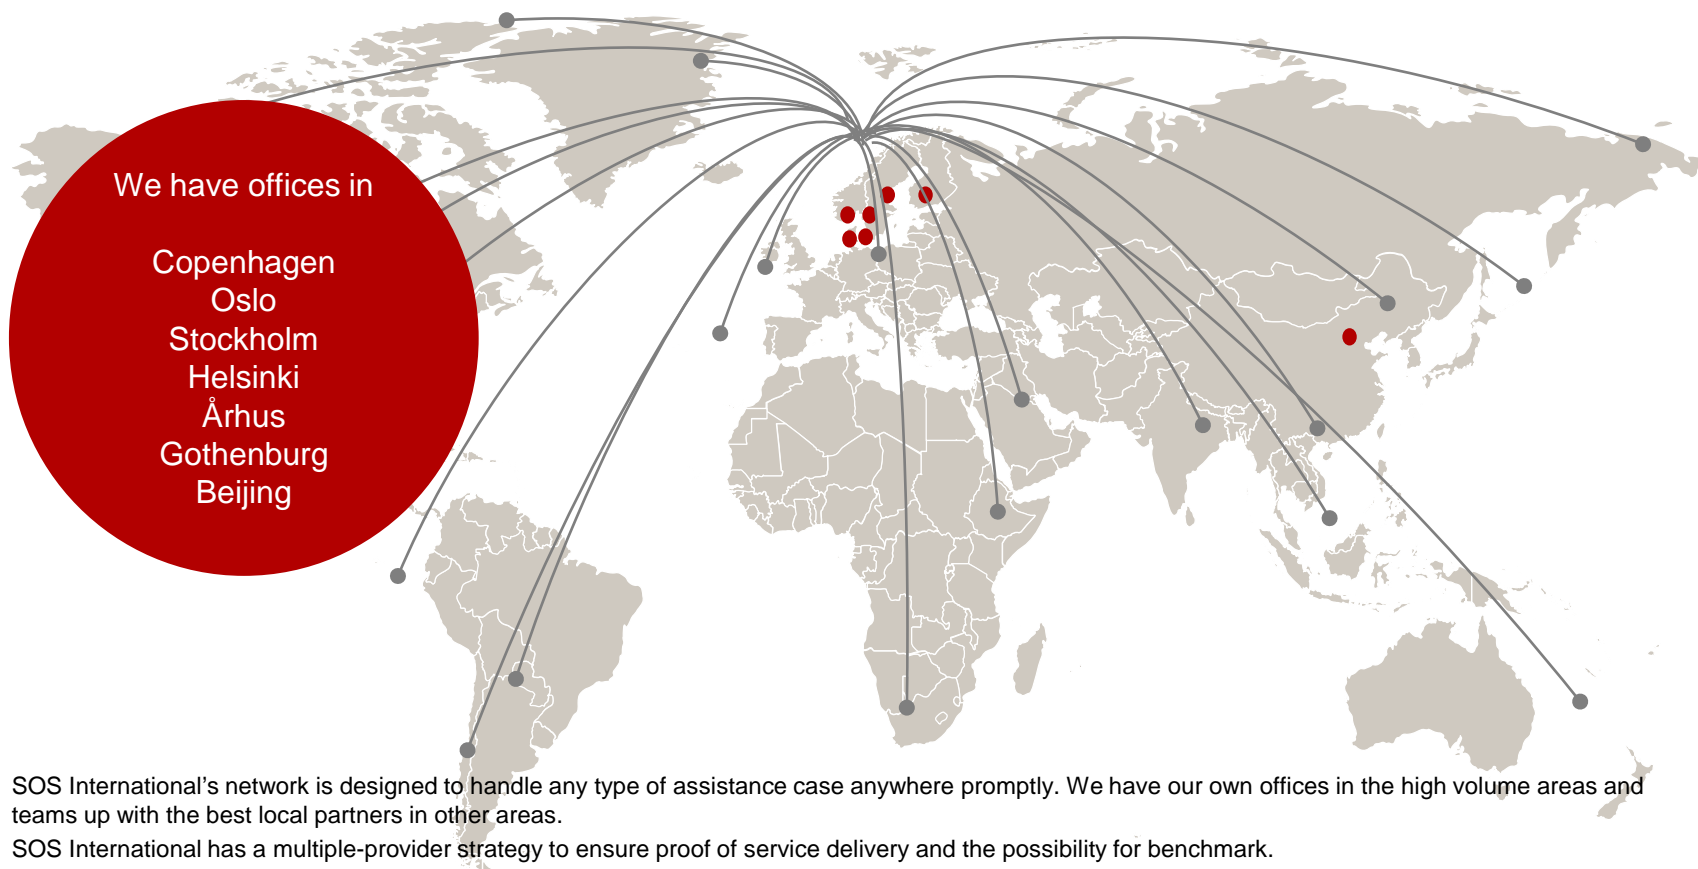 We have offices in
Copenhagen
Oslo
Stockholm
Helsinki
Århus
Gothenburg
Beijing
SOS International’s network is designed to handle any type of assistance case anywhere promptly. We have our own offices in the high volume areas and
teams up with the best local partners in other areas.
SOS International has a multiple-provider strategy to ensure proof of service delivery and the possibility for benchmark.